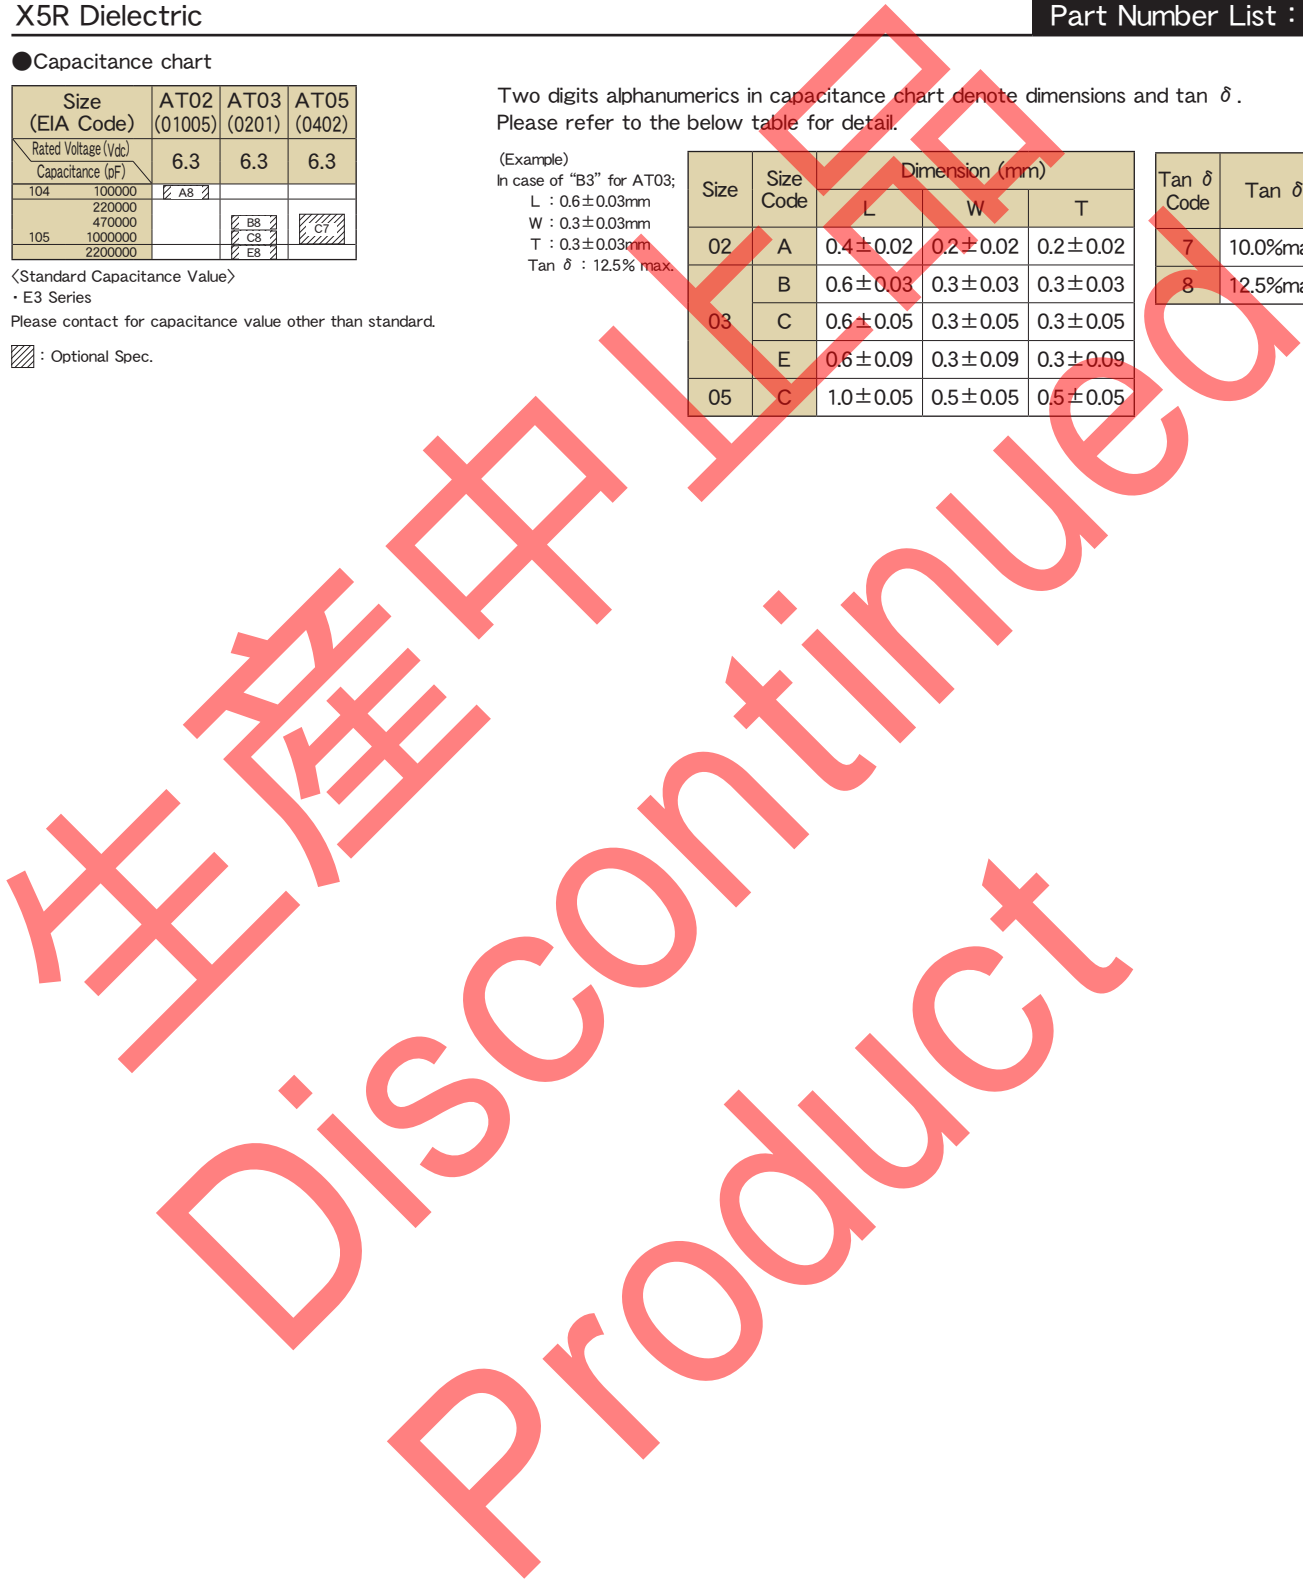 X5R Dielectric
Part Number List :
●Capacitance chart
Size (EIA Code) AT02 (01005) AT03 (0201) AT05 (0402)
Rated Voltage (Vdc) 6.3 6.3 6.3
Capacitance (pF)
104 100000 A8
220000
470000 B8 C7
105 1000000 C8
2200000 E8
〈Standard Capacitance Value〉
・E3 Series
Please contact for capacitance value other than standard.
: Optional Spec.
Two digits alphanumerics in capacitance chart denote dimensions and tan δ.
Please refer to the below table for detail.
(Example)
In case of “B3” for AT03;
L : 0.6±0.03mm
W : 0.3±0.03mm
T : 0.3±0.03mm
Tan δ : 12.5% max.
Size Size Code Dimension (mm)
L W T
02 A 0.4±0.02 0.2±0.02 0.2±0.02
B 0.6±0.03 0.3±0.03 0.3±0.03
03 C 0.6±0.05 0.3±0.05 0.3±0.05
E 0.6±0.09 0.3±0.09 0.3±0.09
05 C 1.0±0.05 0.5±0.05 0.5±0.05
Tan δ Code Tan δ
7 10.0%ma
8 12.5%ma
生産中止品
Discontinued
Product